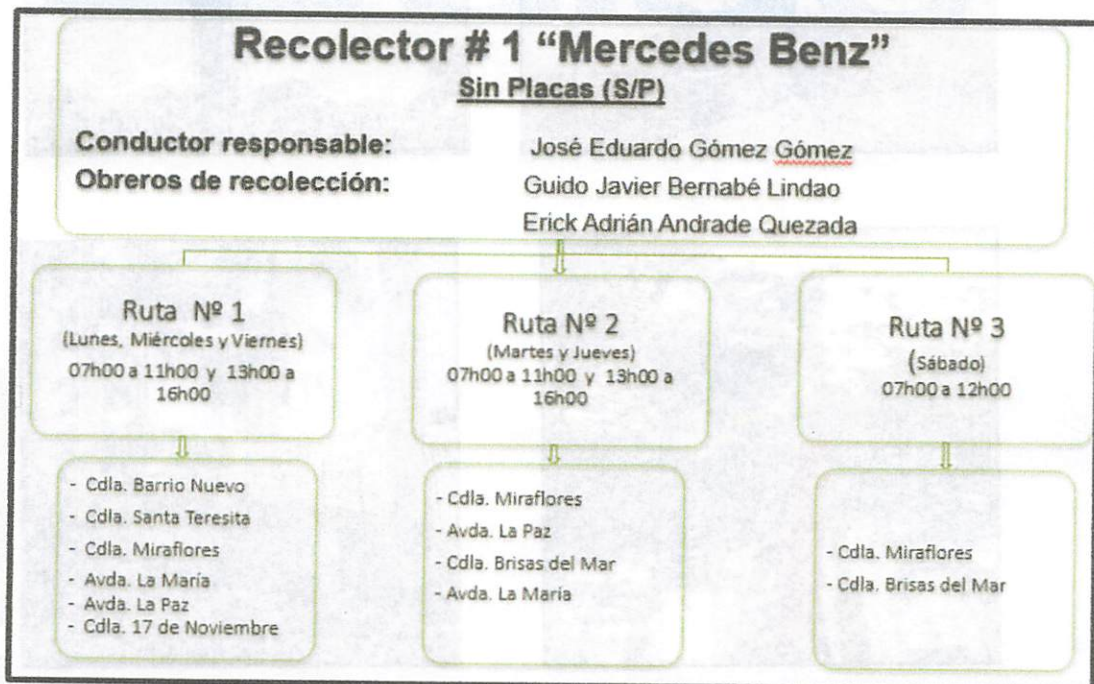 Recolector # 1 “Mercedes Benz”
Sin Placas (S/P)
Conductor responsable: José Eduardo Gómez Gómez
Obreros de recolección: Guido Javier Bernabé Lindao
Erick Adrián Andrade Quezada
Ruta Nº 1
(Lunes, Miércoles y Viernes)
07h00 a 11h00 y 13h00 a
16h00
Ruta Nº 2
(Martes y Jueves)
07h00 a 11h00 y 13h00 a
16h00
Ruta Nº 3
(Sábado)
07h00 a 12h00
- Cdla. Barrio Nuevo
- Cdla. Santa Teresita
- Cdla. Miraflores
- Avda. La María
- Avda. La Paz
- Cdla. 17 de Noviembre
- Cdla. Miraflores
- Avda. La Paz
- Cdla. Brisas del Mar
- Avda. La María
- Cdla. Miraflores
- Cdla. Brisas del Mar